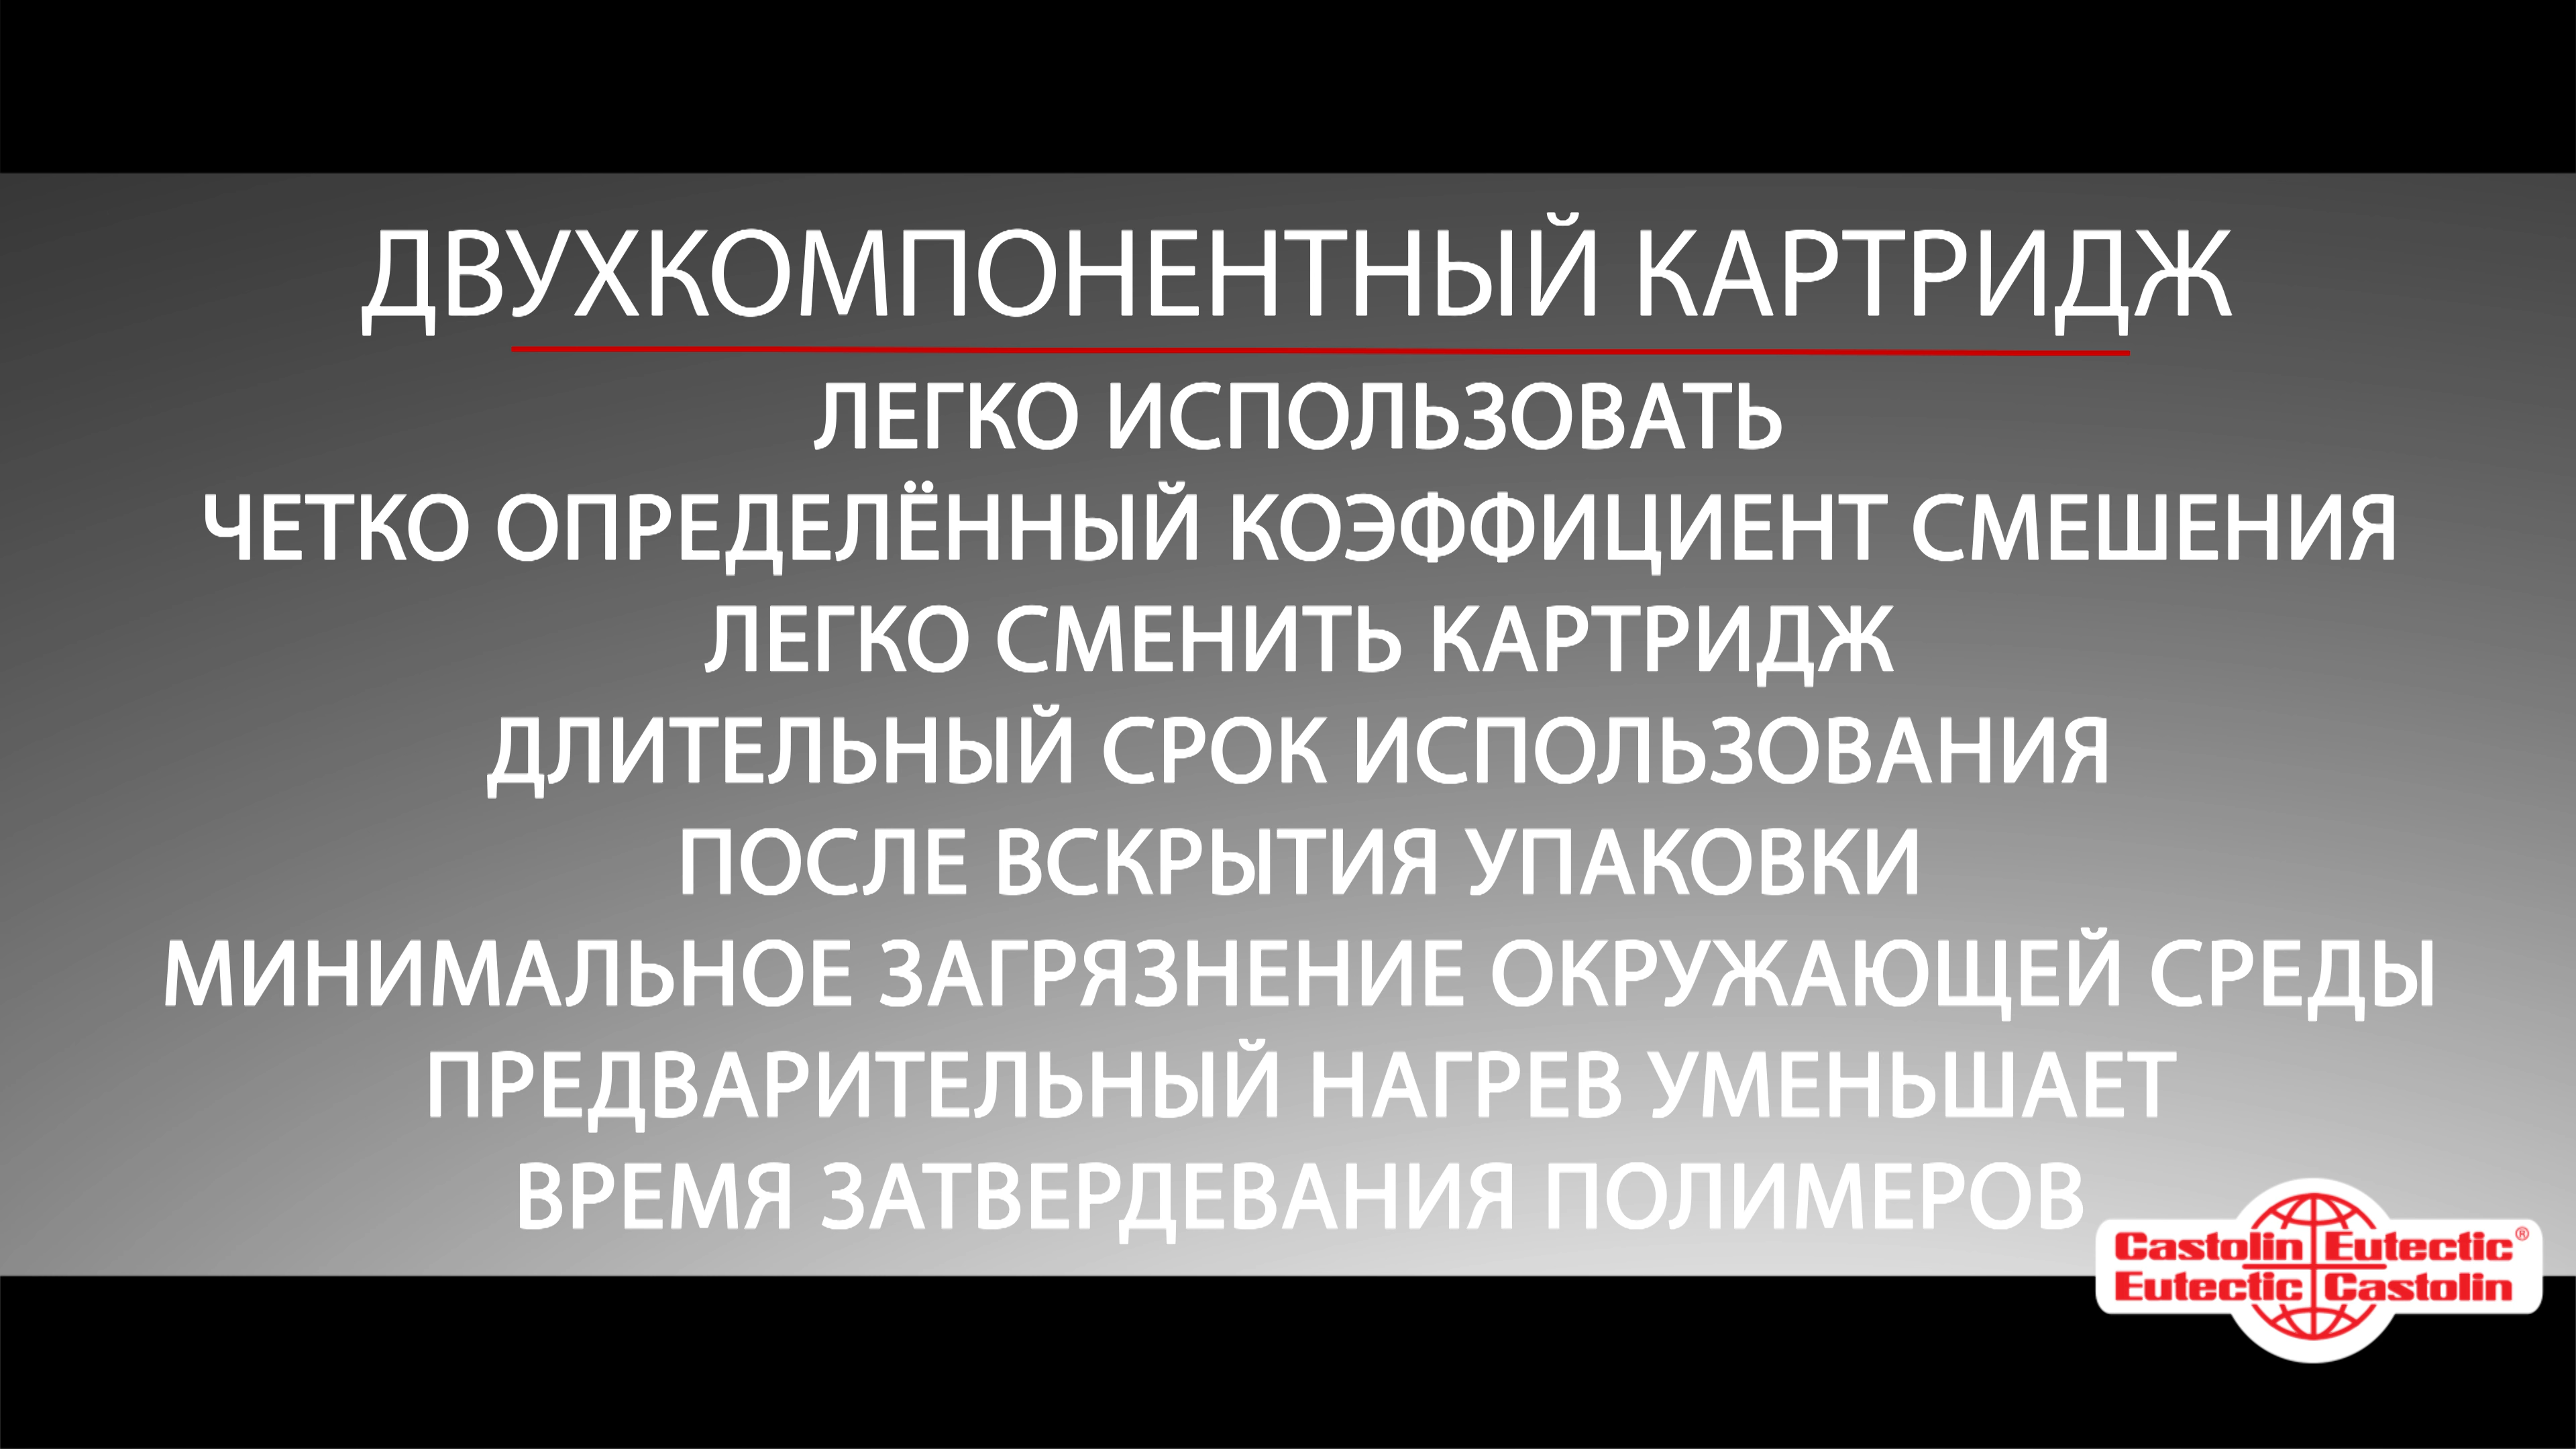 ДВУХКОМПОНЕНТНЫЙ КАРТРИДЖ
ЛЕГКО ИСПОЛЬЗОВАТЬ
ЧЕТКО ОПРЕДЕЛЁННЫЙ КОЭФФИЦИЕНТ СМЕШЕНИЯ
ЛЕГКО СМЕНИТЬ КАРТРИДЖ
ДЛИТЕЛЬНЫЙ СРОК ИСПОЛЬЗОВАНИЯ
ПОСЛЕ ВСКРЫТИЯ УПАКОВКИ
МИНИМАЛЬНОЕ ЗАГРЯЗНЕНИЕ ОКРУЖАЮЩЕЙ СРЕДЫ
ПРЕДВАРИТЕЛЬНЫЙ НАГРЕВ УМЕНЬШАЕТ
ВРЕМЯ ЗАТВЕРДЕВАНИЯ ПОЛИМЕРОВ
Castolin Eutectic®
Eutectic Castolin